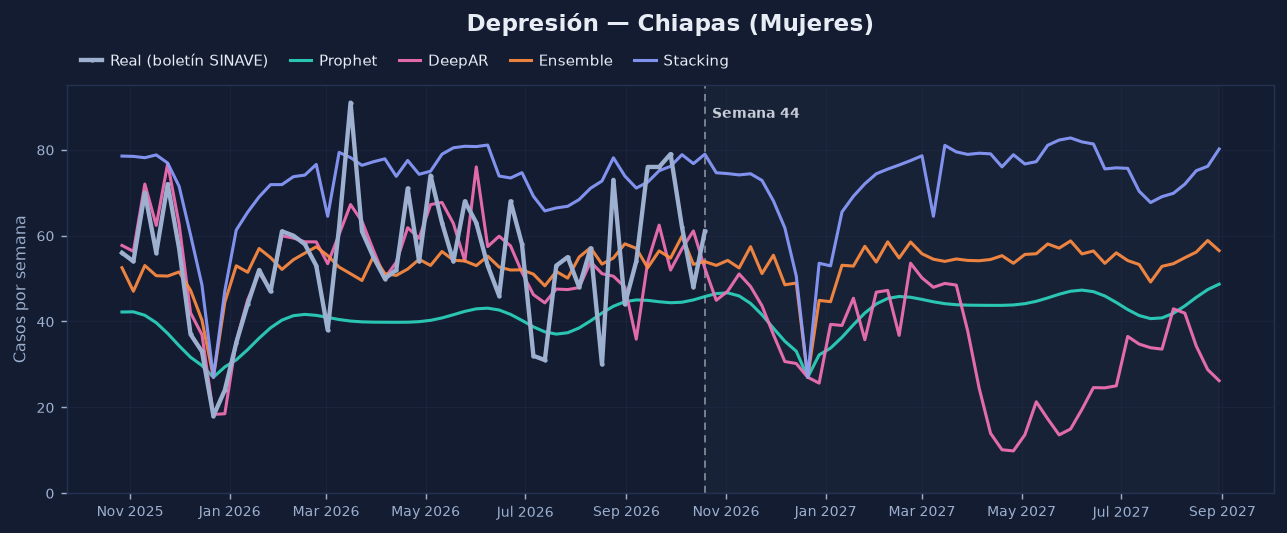 Depresión — Chiapas (Mujeres)
Real (boletín SINAVE) Prophet DeepAR Ensemble Stacking
Semana 44
Casos por semana
80
60
40
20
0
Nov 2025 Jan 2026 Mar 2026 May 2026 Jul 2026 Sep 2026 Nov 2026 Jan 2027 Mar 2027 May 2027 Jul 2027 Sep 2027